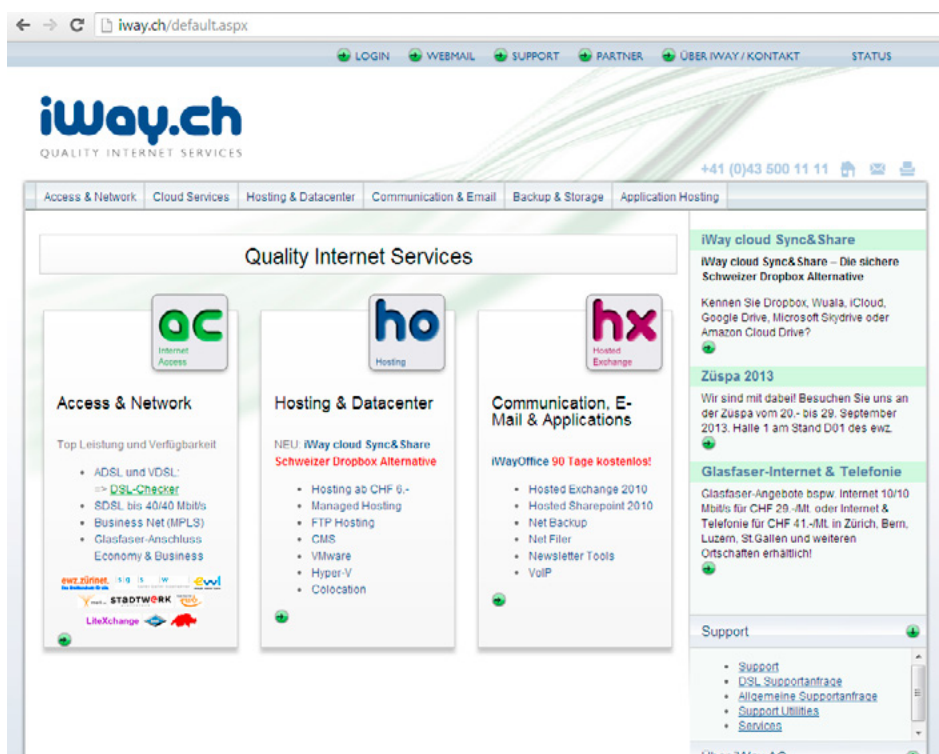 iway.ch/default.aspx
LOGIN WEBMAIL SUPPORT PARTNER ÜBER IWAY / KONTAKT STATUS
iWay.ch
QUALITY INTERNET SERVICES
+41 (0)43 500 11 11
Access & Network Cloud Services Hosting & Datacenter Communication & Email Backup & Storage Application Hosting
Quality Internet Services
ac
Internet
Access
Access & Network
Top Leistung und Verfügbarkeit
ADSL und VDSL:
=> DSL-Checker
SDSL bis 40/40 Mbit/s
Business Net (MPLS)
Glasfaser-Anschluss
Economy & Business
ewz.zürinet.
ewl
STADTWERK
LiteXchange
ho
Hosting
Hosting & Datacenter
NEU: iWay cloud Sync&Share
Schweizer Dropbox Alternative
Hosting ab CHF 6.-
Managed Hosting
FTP Hosting
CMS
VMware
Hyper-V
Colocation
hx
Hosted
Exchange
Communication, E-
Mail & Applications
iWayOffice 90 Tage kostenlos!
Hosted Exchange 2010
Hosted Sharepoint 2010
Net Backup
Net Filer
Newsletter Tools
VoIP
iWay cloud Sync&Share
iWay cloud Sync&Share – Die sichere
Schweizer Dropbox Alternative
Kennen Sie Dropbox, Wuala, iCloud,
Google Drive, Microsoft Skydrive oder
Amazon Cloud Drive?
Züspa 2013
Wir sind mit dabei! Besuchen Sie uns an
der Züspa vom 20.- bis 29. September
2013. Halle 1 am Stand D01 des ewz.
Glasfaser-Internet & Telefonie
Glasfaser-Angebote bspw. Internet 10/10
Mbit/s für CHF 29.-/Mt. oder Internet &
Telefonie für CHF 41.-/Mt. in Zürich, Bern,
Luzern, St.Gallen und weiteren
Ortschaften erhältlich!
Support
Support
DSL Supportanfrage
Allgemeine Supportanfrage
Support Utilities
Services
Über iWay AG